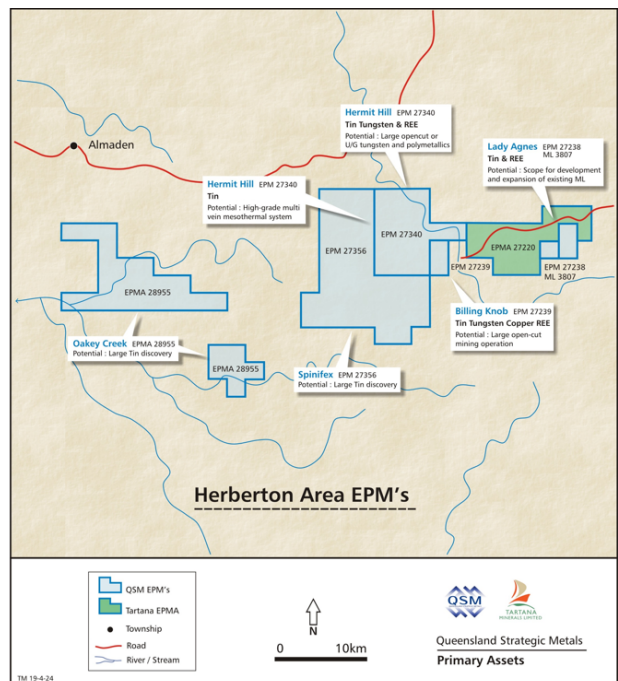 Hermit Hill EPM 27340
Tin Tungsten & REE
Potential : Large opencut or
U/G tungsten and polymetallics
Lady Agnes EPM 27238
ML 3807
Tin & REE
Potential : Scope for development
and expansion of existing ML
Almaden
Hermit Hill EPM 27340
Tin
Potential : High-grade multi
vein mesothermal system
EPM 27356
EPM 27340
EPMA 27220
EPM 27239
EPM 27238
ML 3807
EPMA 28955
Billing Knob EPM 27239
Tin Tungsten Copper REE
Potential : Large open-cut
mining operation
Oakey Creek EPMA 28955
Potential : Large Tin discovery
EPMA 28955
Spinifex EPM 27356
Potential : Large Tin discovery
Herberton Area EPM's
QSM EPM's
Tartana EPMA
Township
Road
River / Stream
N
0 10km
QSM
TARTANA
MINERALS LIMITED
Queensland Strategic Metals
Primary Assets
TM 19-4-24